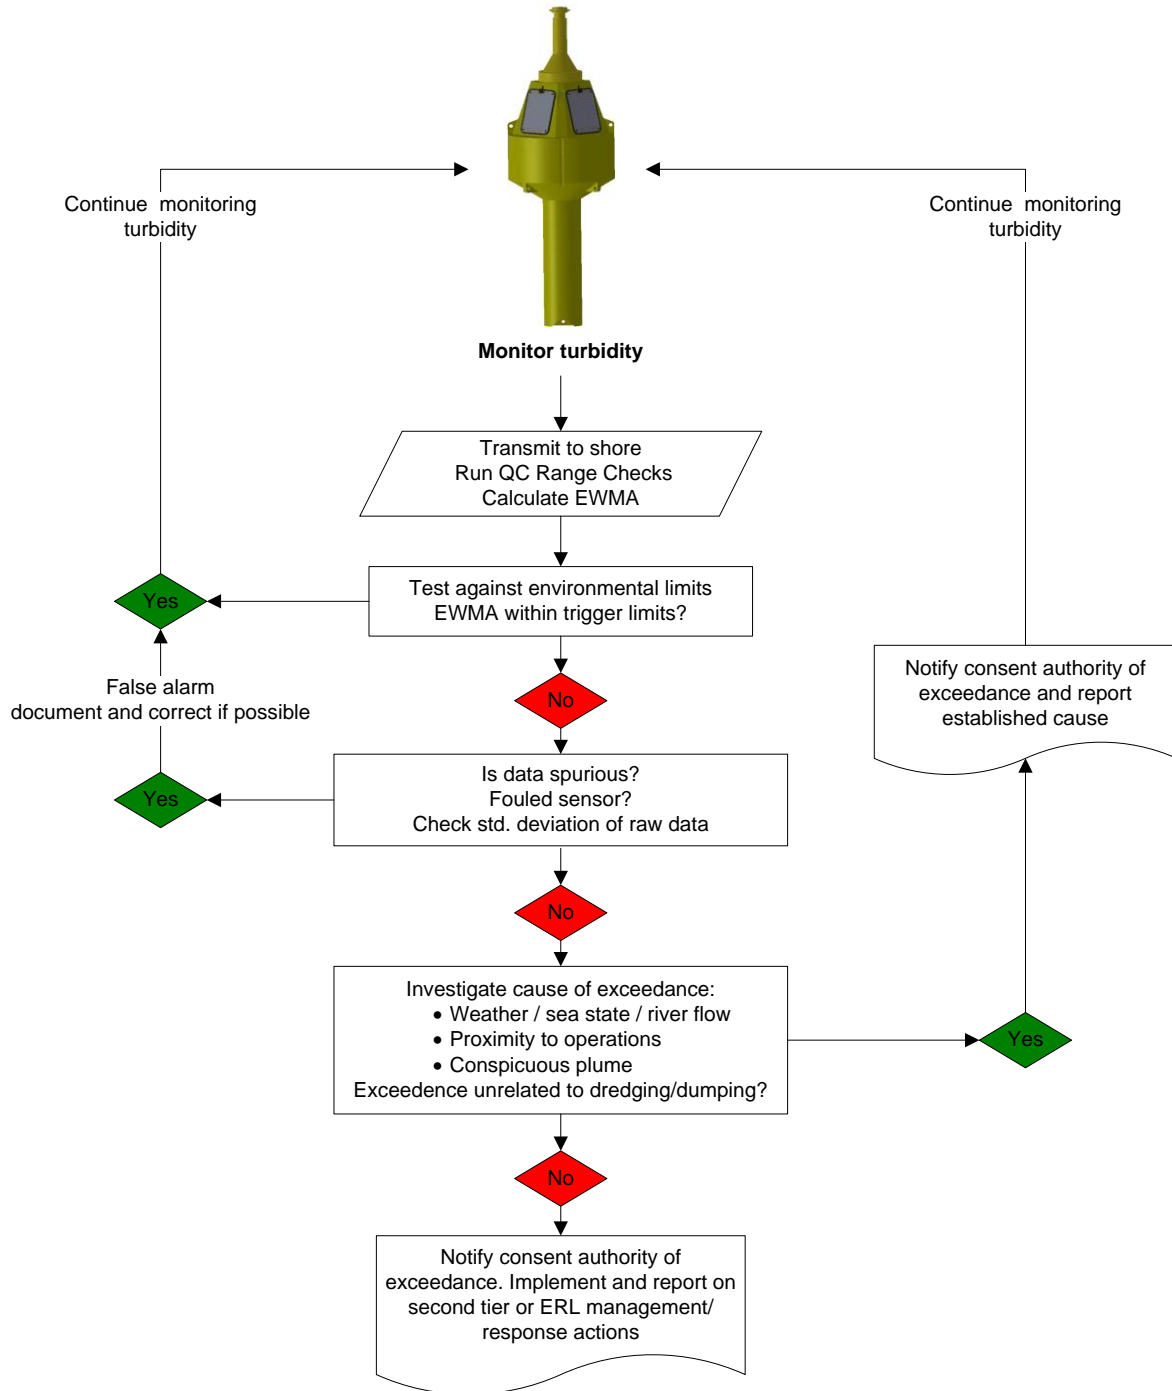 Continue monitoring
turbidity
Continue monitoring
turbidity
Monitor turbidity
Transmit to shore
Run QC Range Checks
Calculate EWMA
Test against environmental limits
EWMA within trigger limits?
Yes
No
False alarm
document and correct if possible
Notify consent authority of
exceedance and report
established cause
Is data spurious?
Fouled sensor?
Check std. deviation of raw data
Yes
No
Investigate cause of exceedance:
• Weather / sea state / river flow
• Proximity to operations
• Conspicuous plume
Exceedence unrelated to dredging/dumping?
Yes
No
Notify consent authority of
exceedance. Implement and report on
second tier or ERL management/
response actions